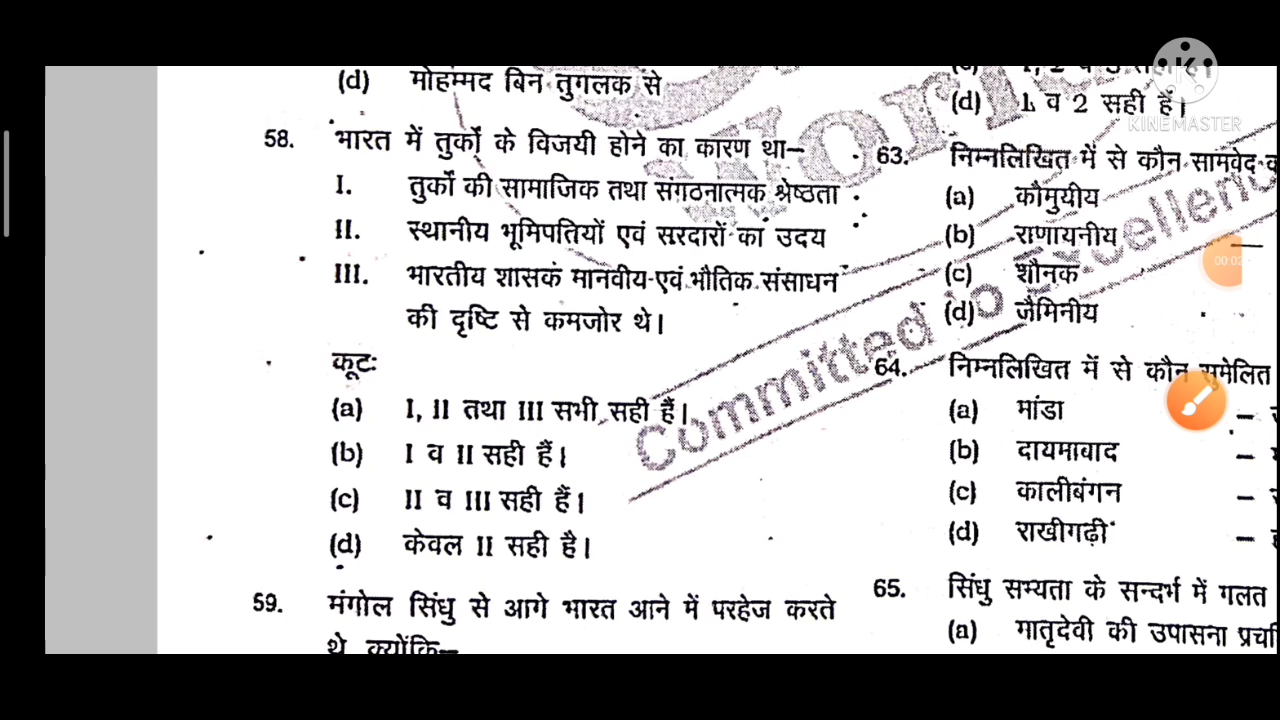 (d) मोहम्मद बिन तुगलक से
58. भारत में तुर्कों के विजयी होने का कारण था–
I. तुर्कों की सामाजिक तथा संगठनात्मक श्रेष्ठता
II. स्थानीय भूमिपतियों एवं सरदारों का उदय
III. भारतीय शासक मानवीय एवं भौतिक संसाधन
की दृष्टि से कमजोर थे।
कूटः
(a) I, II तथा III सभी सही हैं।
(b) I व II सही हैं।
(c) II व III सही हैं।
(d) केवल II सही है।
59. मंगोल सिंधु से आगे भारत आने में परहेज करते
थे क्योंकि–
(d) 1 व 2 सही हैं।
63. निम्नलिखित में से कौन सामवेद
(a) कौमुयीय
(b) राणायनीय
(c) शौनक
(d) जैमिनीय
64. निम्नलिखित में से कौन सुमेलित
(a) मांडा –
(b) दायमाबाद –
(c) कालीबंगन –
(d) राखीगढ़ी –
65. सिंधु सभ्यता के सन्दर्भ में गलत
(a) मातृदेवी की उपासना
World
Committed to Excellence
KINEMASTER
00:02